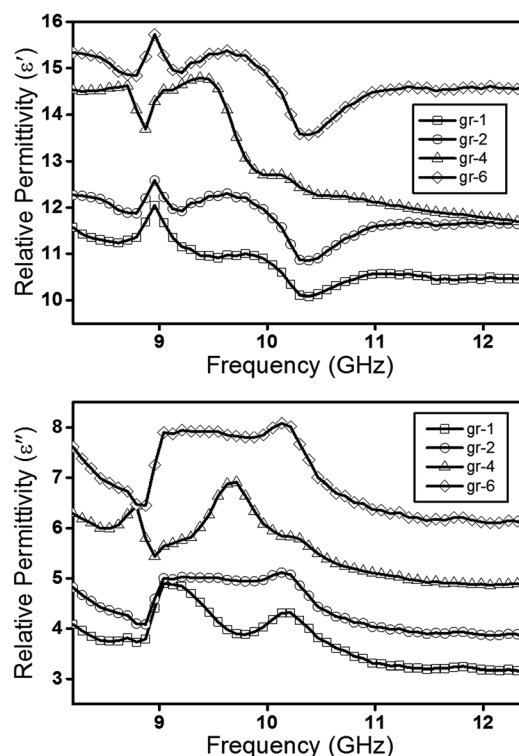 16
15
14
13
12
11
10
Relative Permittivity (ε′)
gr-1
gr-2
gr-4
gr-6
9 10 11 12
Frequency (GHz)
8
7
6
5
4
3
Relative Permittivity (ε″)
gr-1
gr-2
gr-4
gr-6
9 10 11 12
Frequency (GHz)